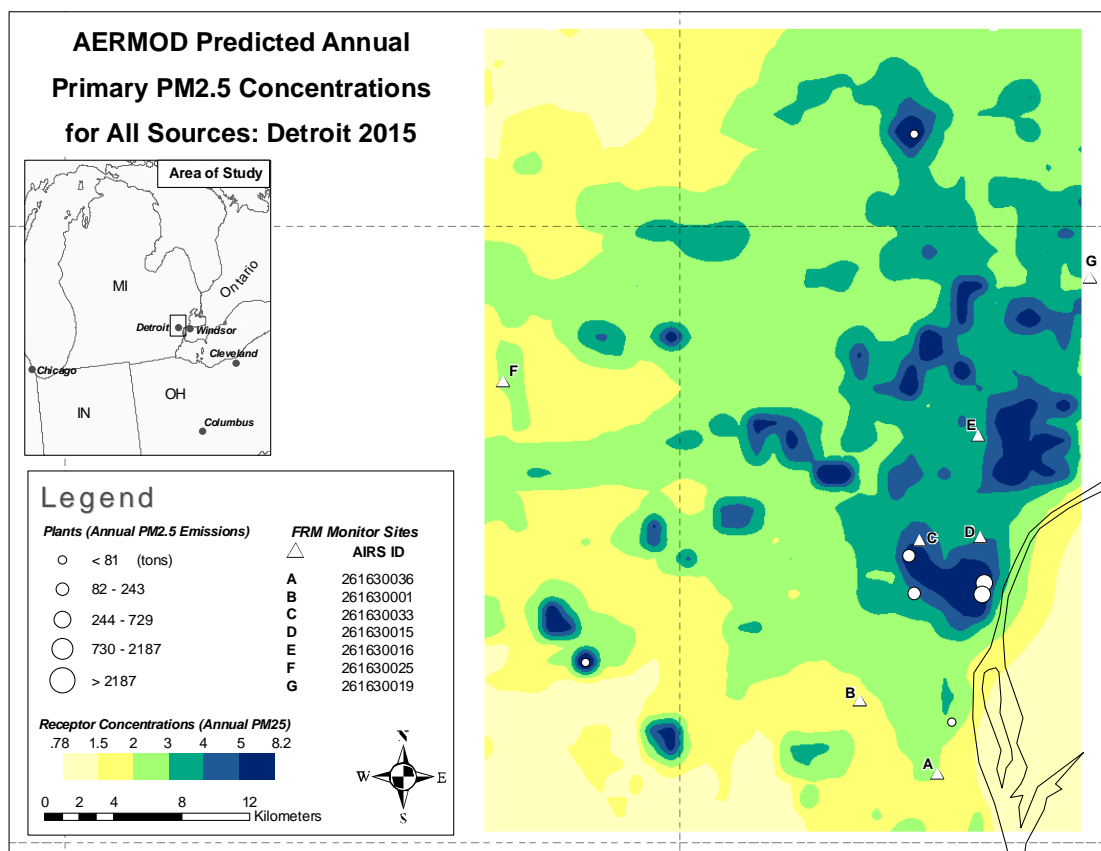 AERMOD Predicted Annual
Primary PM2.5 Concentrations
for All Sources: Detroit 2015
Area of Study
MI
Ontario
Detroit
Windsor
Cleveland
Chicago
OH
IN
Columbus
Legend
Plants (Annual PM2.5 Emissions)
< 81 (tons)
82 - 243
244 - 729
730 - 2187
> 2187
FRM Monitor Sites
AIRS ID
A 261630036
B 261630001
C 261630033
D 261630015
E 261630016
F 261630025
G 261630019
Receptor Concentrations (Annual PM25)
.78 1.5 2 3 4 5 8.2
0 2 4 8 12
Kilometers
N
W E
S
G
F
E
D
C
B
A